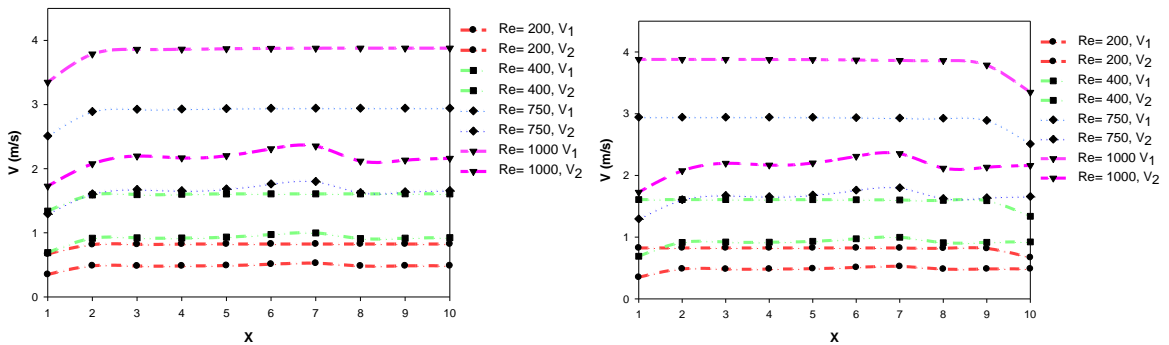 V (m/s)
4
3
2
1
0
1 2 3 4 5 6 7 8 9 10
X
Re= 200, V1
Re= 200, V2
Re= 400, V1
Re= 400, V2
Re= 750, V1
Re= 750, V2
Re= 1000 V1
Re= 1000, V2
V (m/s)
4
3
2
1
0
1 2 3 4 5 6 7 8 9 10
X
Re= 200, V1
Re= 200, V2
Re= 400, V1
Re= 400, V2
Re= 750, V1
Re= 750, V2
Re= 1000 V1
Re= 1000, V2